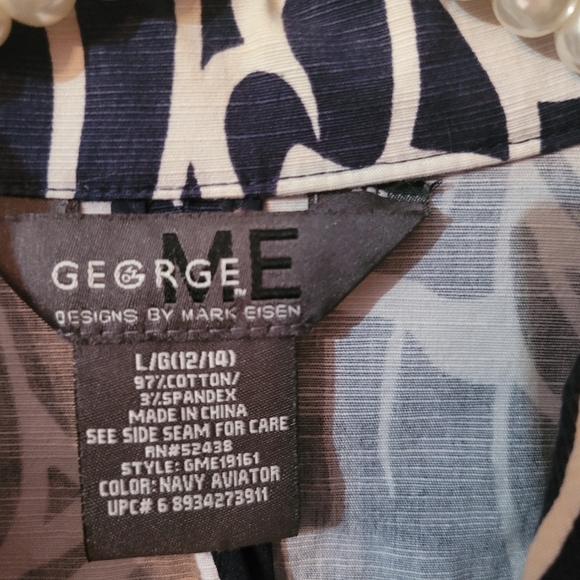 GEORGE ME™
DESIGNS BY MARK EISEN
L/G(12/14)
97%COTTON/
3%SPANDEX
MADE IN CHINA
SEE SIDE SEAM FOR CARE
RN#52438
STYLE: GME19161
COLOR: NAVY AVIATOR
UPC# 6 8934273911